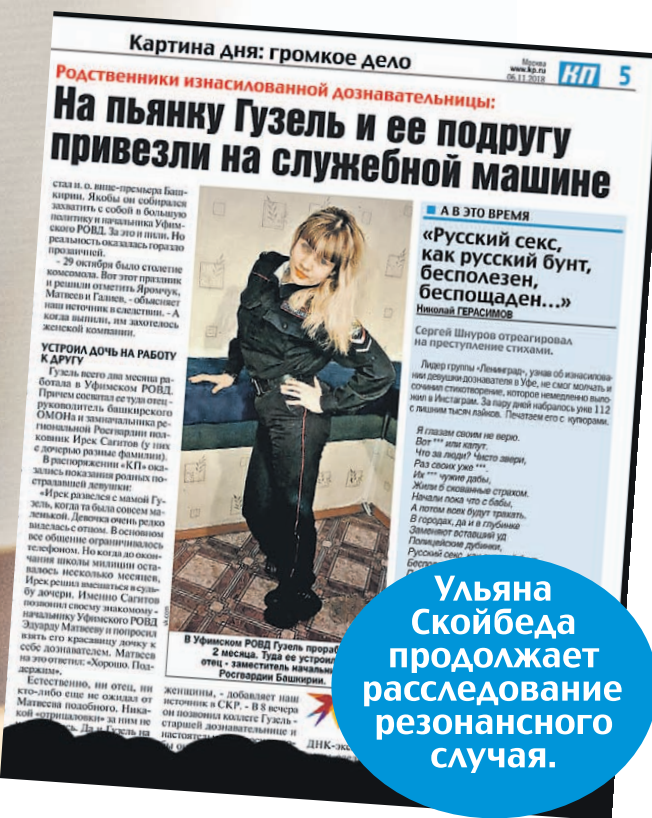 Картина дня: громкое дело
Москва
www.kp.ru
06.11.2018
КП
5
Родственники изнасилованной дознавательницы:
На пьянку Гузель и ее подругу
привезли на служебной машине
стал и. о. вице-премьера Баш-
кирии. Якобы он собирался
захватить с собой в большую
политику и начальника Уфим-
ского РОВД. За это и пили. Но
реальность оказалась гораздо
прозаичней.
- 29 октября было столетие
комсомола. Вот этот праздник
и решили отметить Яромчук,
Матвеев и Галиев, - объясняет
наш источник в следствии. - А
когда выпили, им захотелось
женской компании.
УСТРОИЛ ДОЧЬ НА РАБОТУ
К ДРУГУ
Гузель всего два месяца ра-
ботала в Уфимском РОВД.
Причем сосватал ее туда отец -
руководитель башкирского
ОМОНа и замначальника ре-
гиональной Росгвардии пол-
ковник Ирек Сагитов (у них
с дочерью разные фамилии).
В распоряжении «КП» ока-
зались показания родных по-
страдавшей девушки:
«Ирек развелся с мамой Гу-
зель, когда та была совсем ма-
ленькой. Девочка очень редко
виделась с отцом. В основном
все общение ограничивалось
телефоном. Но когда до окон-
чания школы милиции оста-
валось несколько месяцев,
Ирек решил вмешаться в судь-
бу дочери. Именно Сагитов
позвонил своему знакомому -
начальнику Уфимского РОВД
Эдуарду Матвееву и попросил
взять его красавицу дочку к
себе дознавателем. Матвеев
на это ответил: «Хорошо. Под-
держим».
Естественно, ни отец, ни
кто-либо еще не ожидал от
Матвеева подобного. Ника-
кой «отрицаловки» за ним не
Да и Гузель на
vk.com
В Уфимском РОВД Гузель прораб
2 месяца. Туда ее устроил
отец - заместитель начальни
Росгвардии Башкирии.
женщины, - добавляет наш
источник в СКР. - В 8 вечера
он позвонил коллеге Гузель -
старшей дознавательнице и
настоятель
ДНК-экс
А В ЭТО ВРЕМЯ
«Русский секс,
как русский бунт,
бесполезен,
беспощаден...»
Николай ГЕРАСИМОВ
Сергей Шнуров отреагировал
на преступление стихами.
Лидер группы «Ленинград», узнав об изнасилова-
нии девушки-дознавателя в Уфе, не смог молчать и
сочинил стихотворение, которое немедленно выло-
жил в Инстаграм. За пару дней набралось уже 112
с лишним тысяч лайков. Печатаем его с купюрами.
Я глазам своим не верю.
Вот *** или капут.
Что за люди? Чисто звери,
Раз своих уже ***.
Их *** чужие дабы,
Жили б скованные страхом.
Начали пока что с бабы,
А потом всех будут трахать.
В городах, да и в глубинке
Заменяют вставший уд
Полицейские дубинки,
Русский секс,
Ульяна
Скойбеда
продолжает
расследование
резонансного
случая.